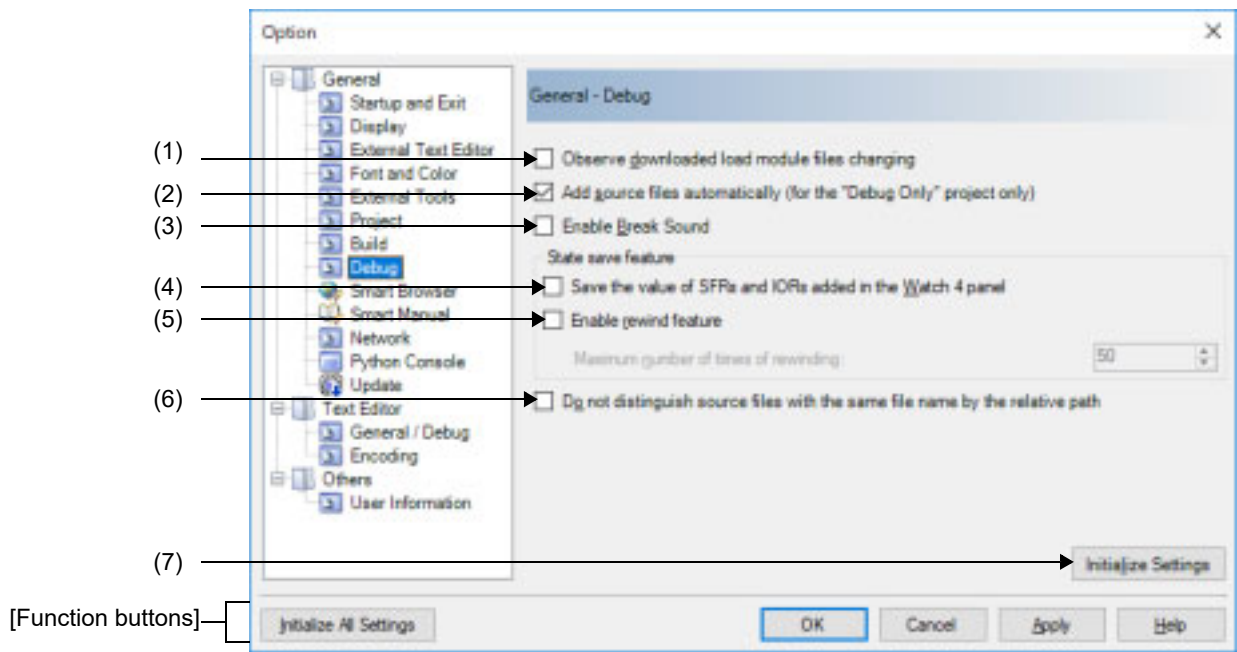 Option
General
Startup and Exit
Display
External Text Editor
Font and Color
External Tools
Project
Build
Debug
Smart Browser
Smart Manual
Network
Python Console
Update
Text Editor
General / Debug
Encoding
Others
User Information
General - Debug
(1)
Observe downloaded load module files changing
(2)
Add source files automatically (for the "Debug Only" project only)
(3)
Enable Break Sound
State save feature
(4)
Save the value of SFRs and IORs added in the Watch 4 panel
(5)
Enable rewind feature
Maximum number of times of rewinding:
50
(6)
Do not distinguish source files with the same file name by the relative path
(7)
Initialize Settings
[Function buttons]
Initialize All Settings
OK
Cancel
Apply
Help